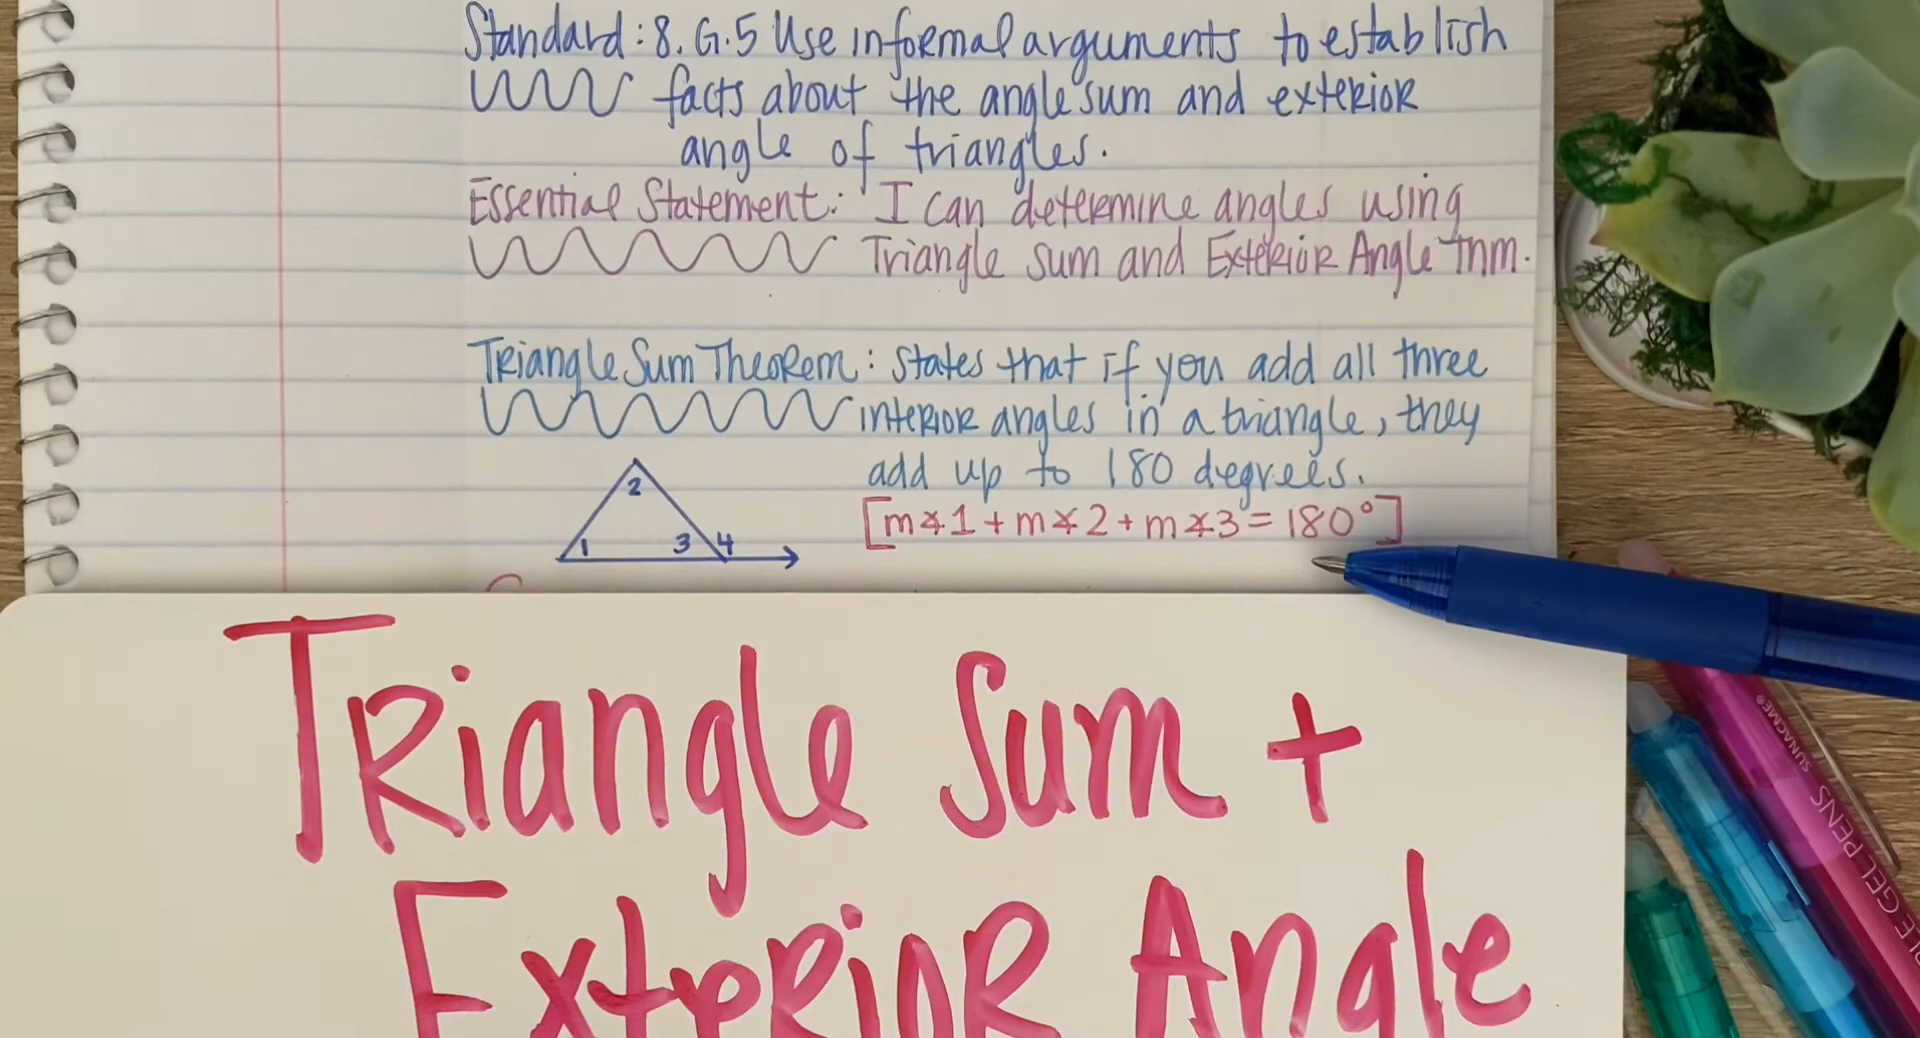 Standard: 8.G.5 Use informal arguments to establish
facts about the angle sum and exterior
angle of triangles.
Essential Statement: I can determine angles using
Triangle Sum and Exterior Angle Thm.
Triangle Sum Theorem: states that if you add all three
interior angles in a triangle, they
add up to 180 degrees.
[m∡1 + m∡2 + m∡3 = 180°]
2
1 3 4
Triangle Sum +
Exterior Angle
SUNACME®
LE GEL PENS